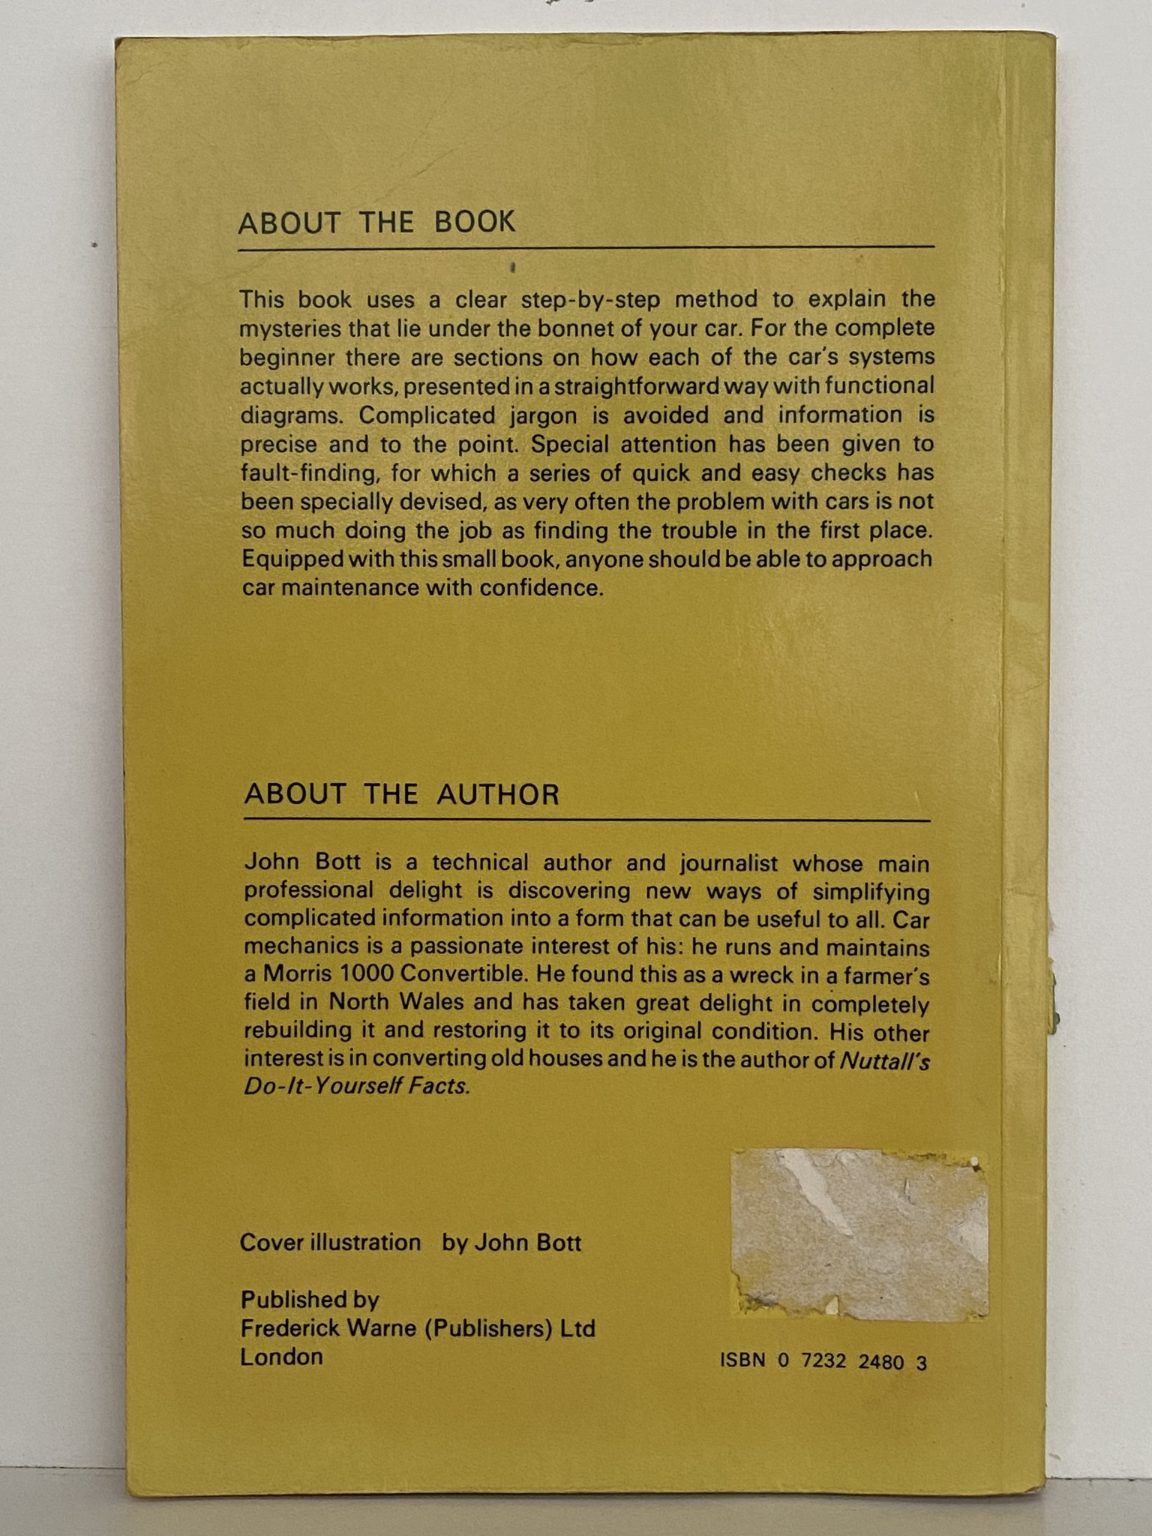 ABOUT THE BOOK
This book uses a clear step-by-step method to explain the
mysteries that lie under the bonnet of your car. For the complete
beginner there are sections on how each of the car's systems
actually works, presented in a straightforward way with functional
diagrams. Complicated jargon is avoided and information is
precise and to the point. Special attention has been given to
fault-finding, for which a series of quick and easy checks has
been specially devised, as very often the problem with cars is not
so much doing the job as finding the trouble in the first place.
Equipped with this small book, anyone should be able to approach
car maintenance with confidence.
ABOUT THE AUTHOR
John Bott is a technical author and journalist whose main
professional delight is discovering new ways of simplifying
complicated information into a form that can be useful to all. Car
mechanics is a passionate interest of his: he runs and maintains
a Morris 1000 Convertible. He found this as a wreck in a farmer's
field in North Wales and has taken great delight in completely
rebuilding it and restoring it to its original condition. His other
interest is in converting old houses and he is the author of Nuttall's
Do-It-Yourself Facts.
Cover illustration by John Bott
Published by
Frederick Warne (Publishers) Ltd
London
ISBN 0 7232 2480 3